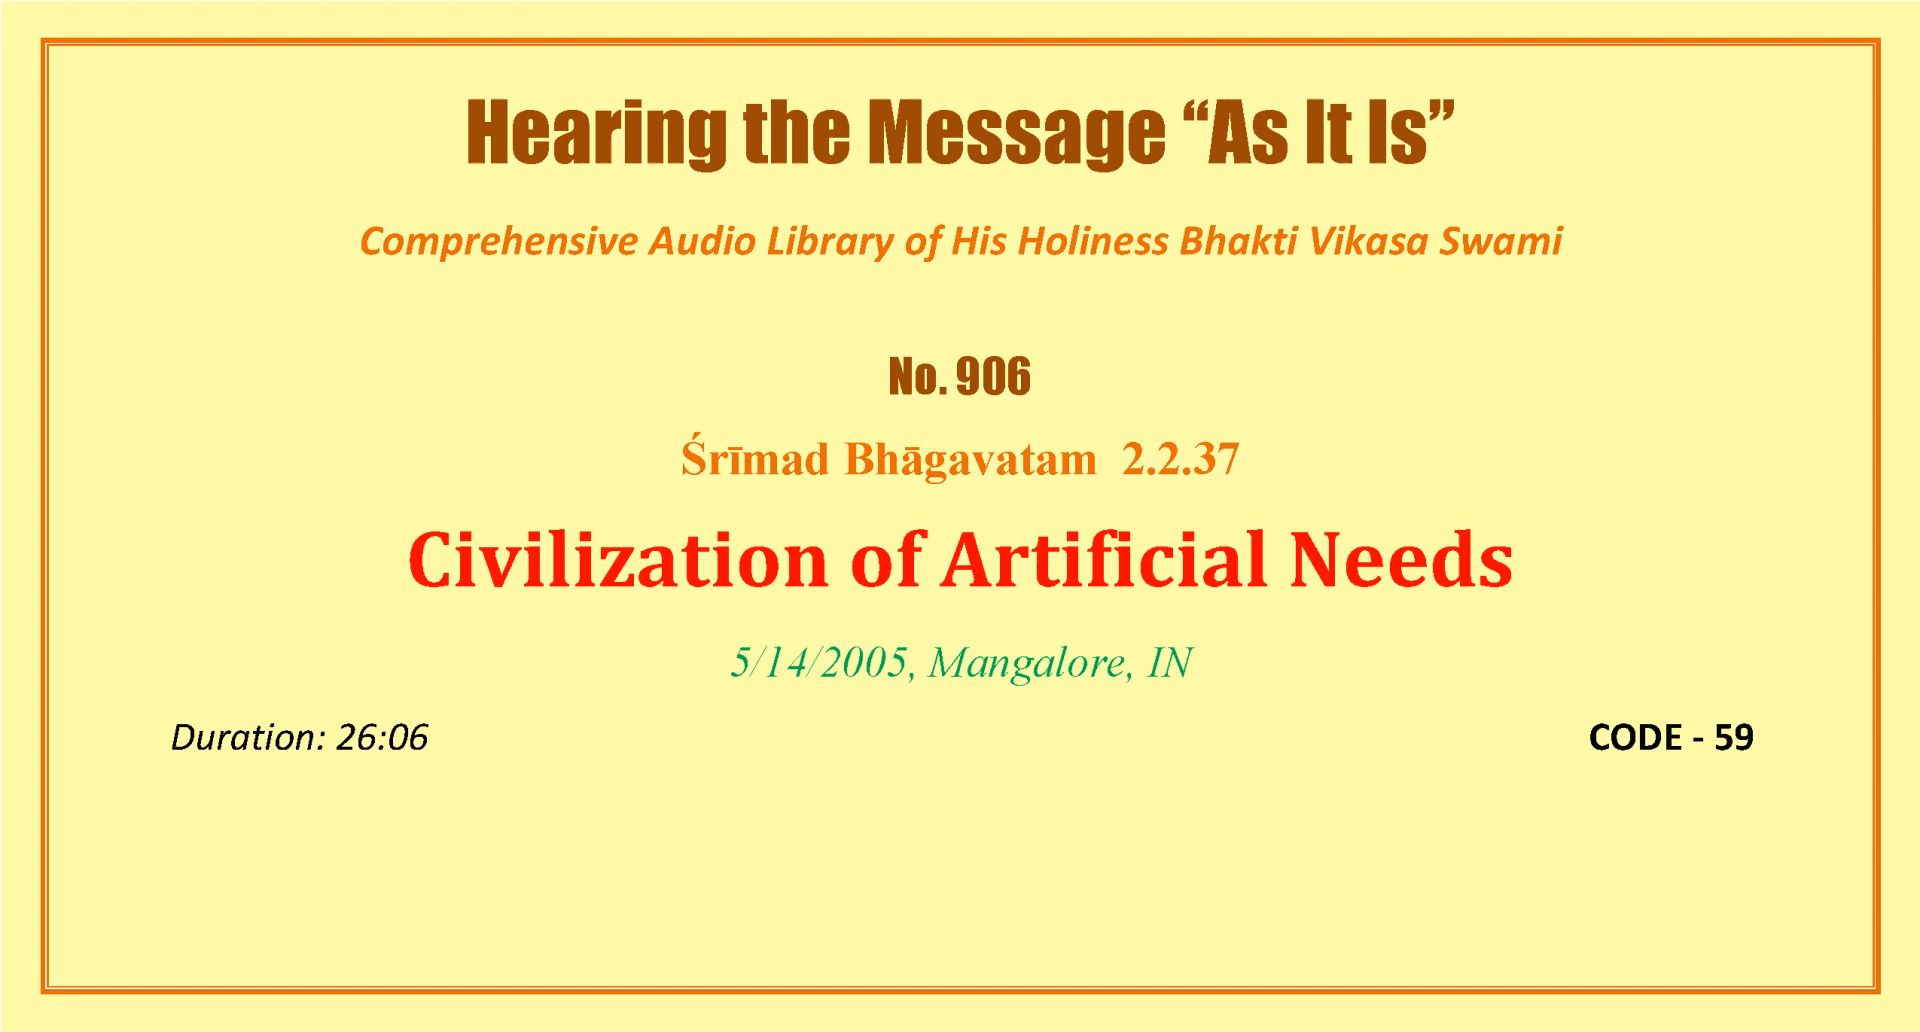 Hearing the Message “As It Is”
Comprehensive Audio Library of His Holiness Bhakti Vikasa Swami
No. 906
Śrīmad Bhāgavatam 2.2.37
Civilization of Artificial Needs
5/14/2005, Mangalore, IN
Duration: 26:06 CODE - 59